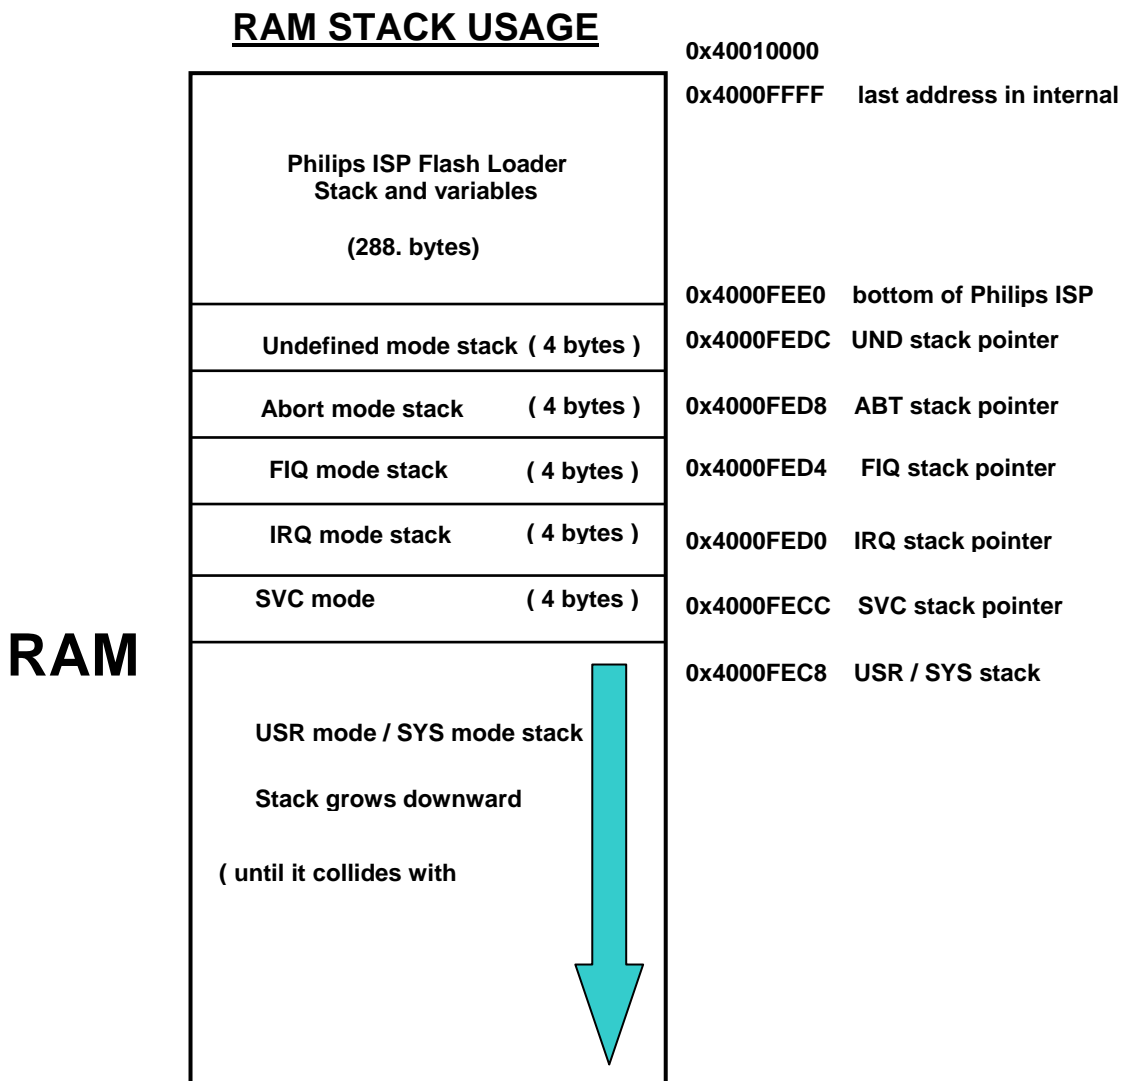 RAM STACK USAGE
0x40010000
0x4000FFFF last address in internal
Philips ISP Flash Loader
Stack and variables
(288. bytes)
0x4000FEE0 bottom of Philips ISP
Undefined mode stack ( 4 bytes ) 0x4000FEDC UND stack pointer
Abort mode stack ( 4 bytes ) 0x4000FED8 ABT stack pointer
FIQ mode stack ( 4 bytes ) 0x4000FED4 FIQ stack pointer
IRQ mode stack ( 4 bytes ) 0x4000FED0 IRQ stack pointer
SVC mode ( 4 bytes ) 0x4000FECC SVC stack pointer
RAM
0x4000FEC8 USR / SYS stack
USR mode / SYS mode stack
Stack grows downward
( until it collides with